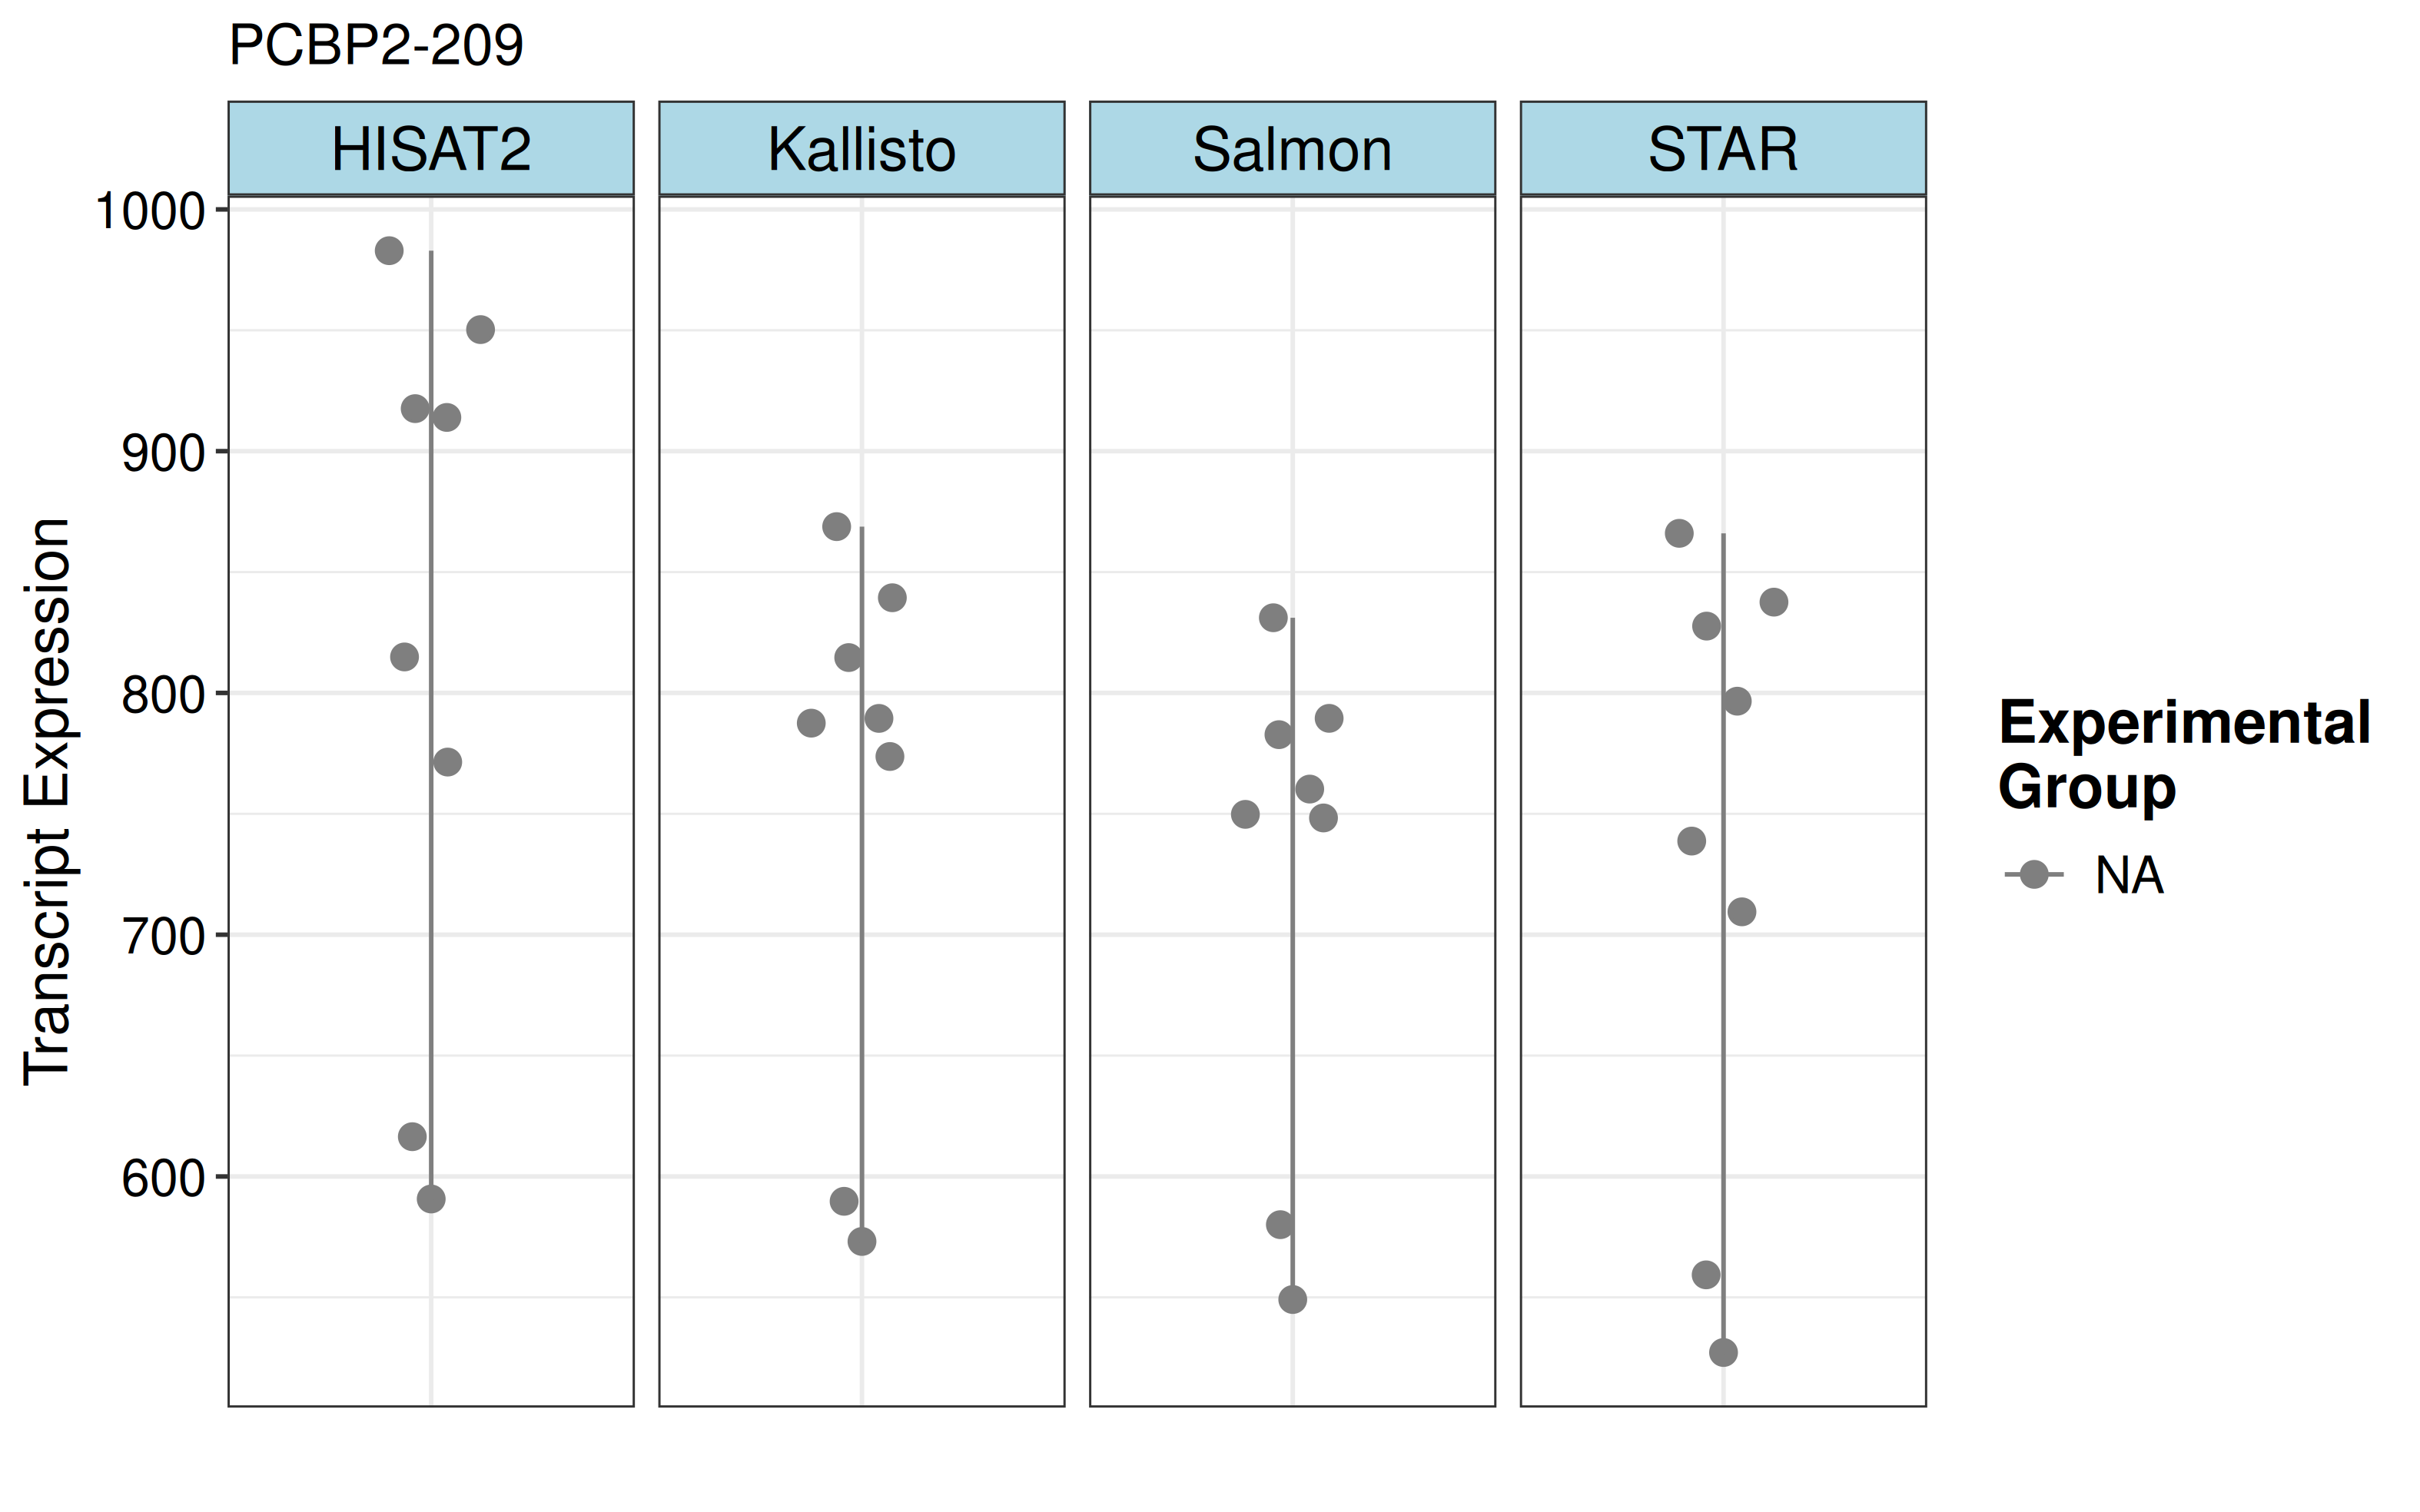 PCBP2-209
HISAT2
Kallisto
Salmon
STAR
1000
900
800
700
600
Transcript Expression
Experimental
Group
NA